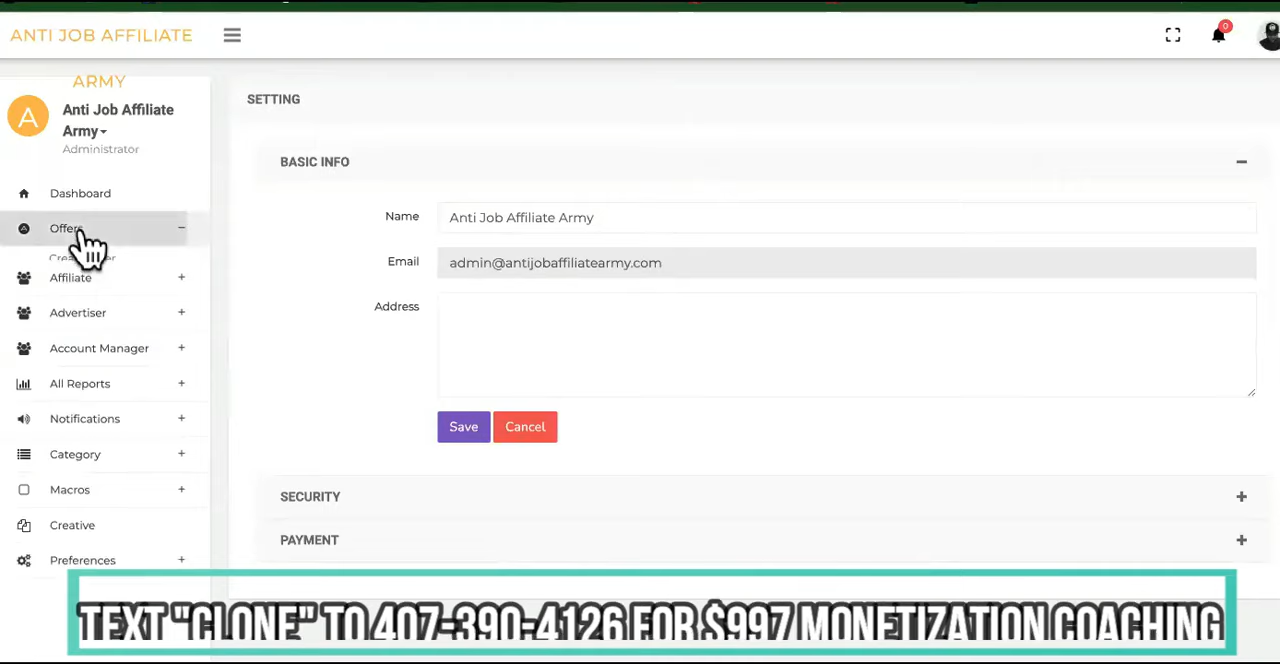 ANTI JOB AFFILIATE
ARMY
0
A
Anti Job Affiliate
Army
Administrator
Dashboard
Offers
Affiliate
Advertiser
Account Manager
All Reports
Notifications
Category
Macros
Creative
Preferences
SETTING
BASIC INFO
Name
Anti Job Affiliate Army
Email
admin@antijobaffiliatearmy.com
Address
Save Cancel
SECURITY
PAYMENT
TEXT "CLONE" TO 407-390-4126 FOR $997 MONETIZATION COACHING